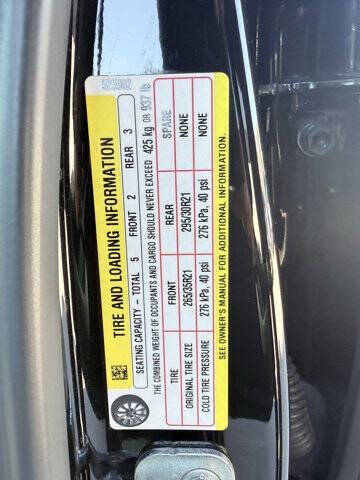 525902
TIRE AND LOADING INFORMATION
SEATING CAPACITY - TOTAL 5 FRONT 2 REAR 3
THE COMBINED WEIGHT OF OCCUPANTS AND CARGO SHOULD NEVER EXCEED 425 kg OR 937 lb
TIRE FRONT REAR SPARE
ORIGINAL TIRE SIZE 265/35R21 295/30R21 NONE
COLD TIRE PRESSURE 276 kPa, 40 psi 276 kPa, 40 psi NONE
SEE OWNER'S MANUAL FOR ADDITIONAL INFORMATION